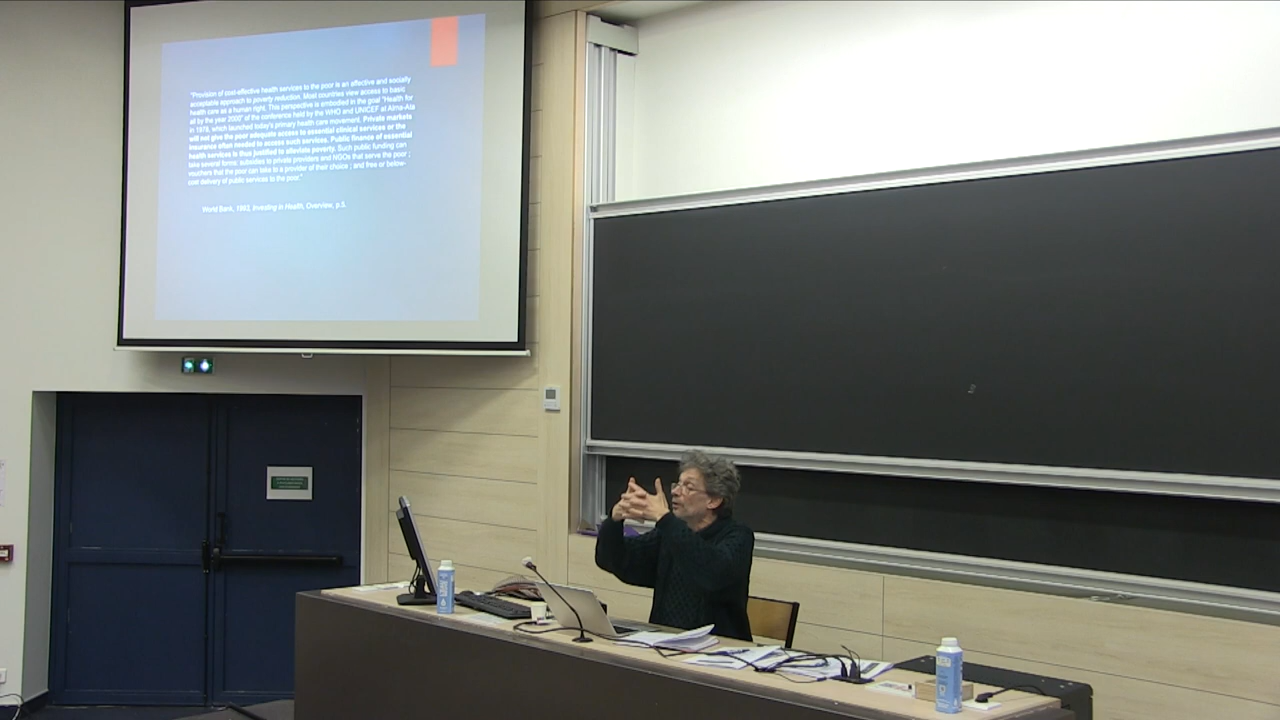 "Provision of cost-effective health services to the poor is an effective and socially
acceptable approach to poverty reduction. Most countries view access to basic
health care as a human right. This perspective is embodied in the goal "Health for
all by the year 2000" of the conference held by the WHO and UNICEF at Alma-Ata
in 1978, which launched today's primary health care movement. Private markets
will not give the poor adequate access to essential clinical services or the
insurance often needed to access such services. Public finance of essential
health services is thus justified to alleviate poverty. Such public funding can
take several forms: subsidies to private providers and NGOs that serve the poor ;
vouchers that the poor can take to a provider of their choice ; and free or below-
cost delivery of public services to the poor."
World Bank, 1993, Investing in Health, Overview, p.5.